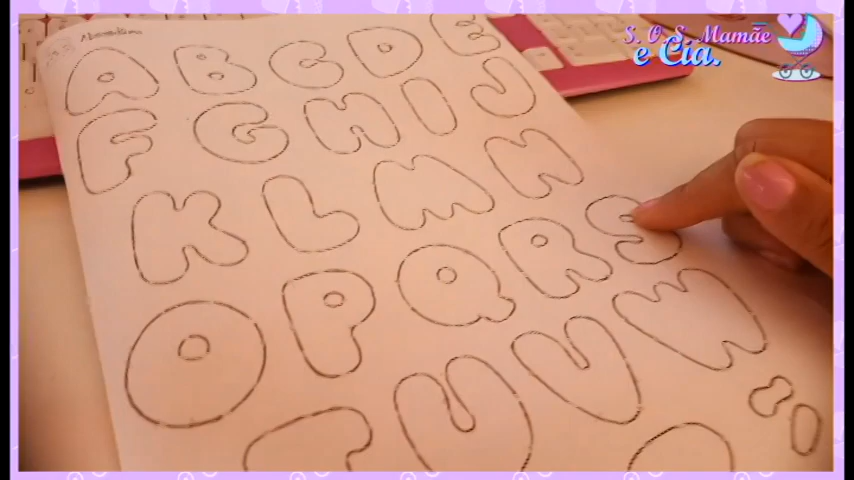 S. O. S. Mamãe
e Cia.
A B C D E
F G H I J
K L M N
O P Q R S
T U V W